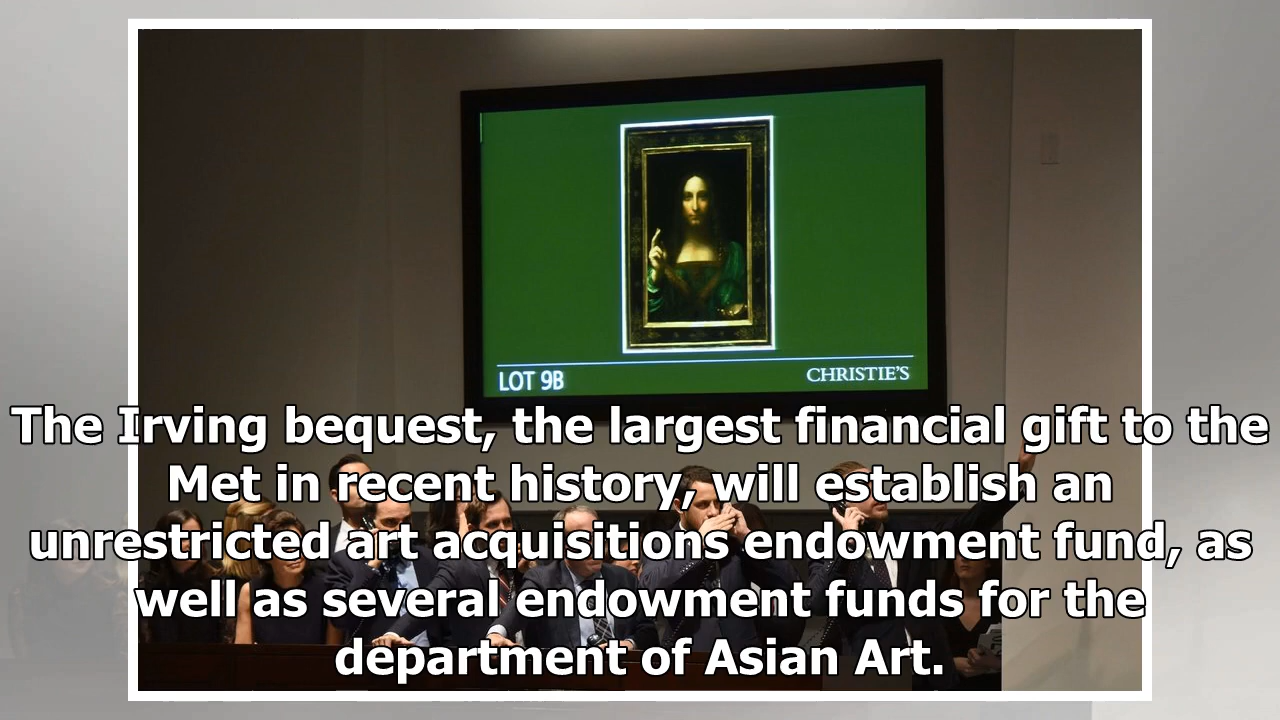 LOT 9B
CHRISTIE'S
The Irving bequest, the largest financial gift to the
Met in recent history, will establish an
unrestricted art acquisitions endowment fund, as
well as several endowment funds for the
department of Asian Art.